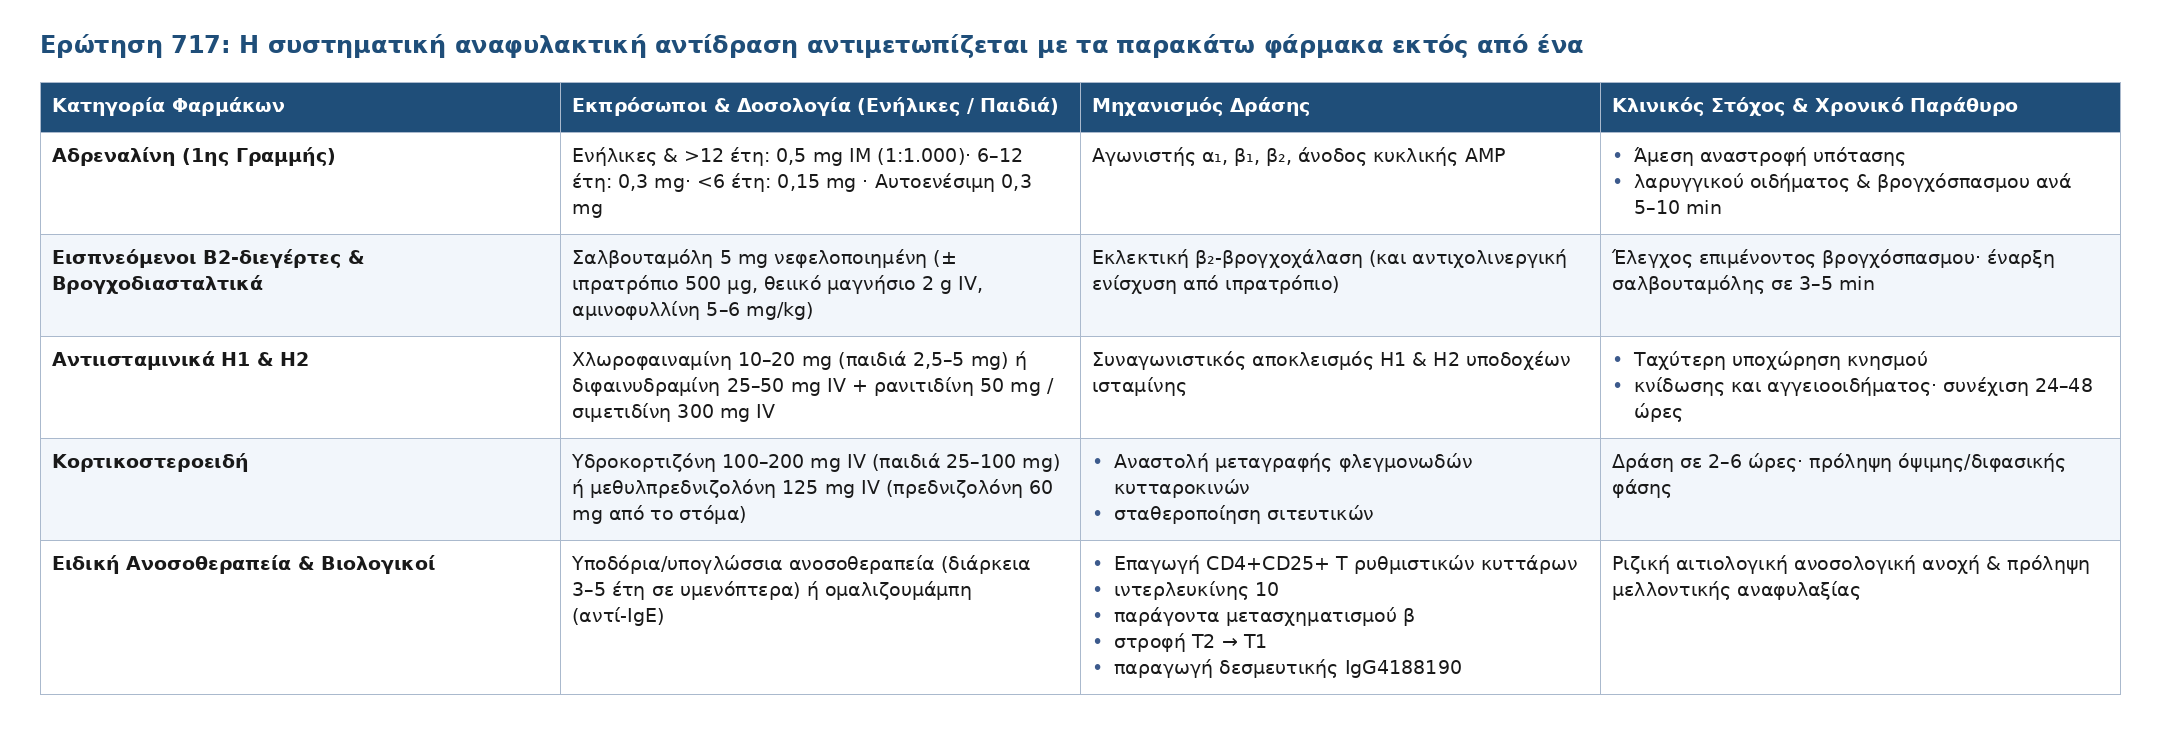 Ερώτηση 717: Η συστηματική αναφυλακτική αντίδραση αντιμετωπίζεται με τα παρακάτω φάρμακα εκτός από ένα
Κατηγορία Φαρμάκων
Εκπρόσωποι & Δοσολογία (Ενήλικες / Παιδιά)
Μηχανισμός Δράσης
Κλινικός Στόχος & Χρονικό Παράθυρο
Αδρεναλίνη (1ης Γραμμής)
Ενήλικες & >12 έτη: 0,5 mg IM (1:1.000)· 6–12
έτη: 0,3 mg· <6 έτη: 0,15 mg · Αυτοενέσιμη 0,3
mg
Αγωνιστής α₁, β₁, β₂, άνοδος κυκλικής AMP
• Άμεση αναστροφή υπότασης
• λαρυγγικού οιδήματος & βρογχόσπασμου ανά
5–10 min
Εισπνεόμενοι Β2-διεγέρτες &
Βρογχοδιασταλτικά
Σαλβουταμόλη 5 mg νεφελοποιημένη (±
ιπρατρόπιο 500 μg, θειικό μαγνήσιο 2 g IV,
αμινοφυλλίνη 5–6 mg/kg)
Εκλεκτική β₂-βρογχοχάλαση (και αντιχολινεργική
ενίσχυση από ιπρατρόπιο)
Έλεγχος επιμένοντος βρογχόσπασμου· έναρξη
σαλβουταμόλης σε 3–5 min
Αντιισταμινικά Η1 & Η2
Χλωροφαιναμίνη 10–20 mg (παιδιά 2,5–5 mg) ή
διφαινυδραμίνη 25–50 mg IV + ρανιτιδίνη 50 mg /
σιμετιδίνη 300 mg IV
Συναγωνιστικός αποκλεισμός Η1 & Η2 υποδοχέων
ισταμίνης
• Ταχύτερη υποχώρηση κνησμού
• κνίδωσης και αγγειοοιδήματος· συνέχιση 24–48
ώρες
Κορτικοστεροειδή
Υδροκορτιζόνη 100–200 mg IV (παιδιά 25–100 mg)
ή μεθυλπρεδνιζολόνη 125 mg IV (πρεδνιζολόνη 60
mg από το στόμα)
• Αναστολή μεταγραφής φλεγμονωδών
κυτταροκινών
• σταθεροποίηση σιτευτικών
Δράση σε 2–6 ώρες· πρόληψη όψιμης/διφασικής
φάσης
Ειδική Ανοσοθεραπεία & Βιολογικοί
Υποδόρια/υπογλώσσια ανοσοθεραπεία (διάρκεια
3–5 έτη σε υμενόπτερα) ή ομαλιζουμάμπη
(αντί-IgE)
• Επαγωγή CD4+CD25+ T ρυθμιστικών κυττάρων
• ιντερλευκίνης 10
• παράγοντα μετασχηματισμού β
• στροφή Τ2 → Τ1
• παραγωγή δεσμευτικής IgG4188190
Ριζική αιτιολογική ανοσολογική ανοχή & πρόληψη
μελλοντικής αναφυλαξίας